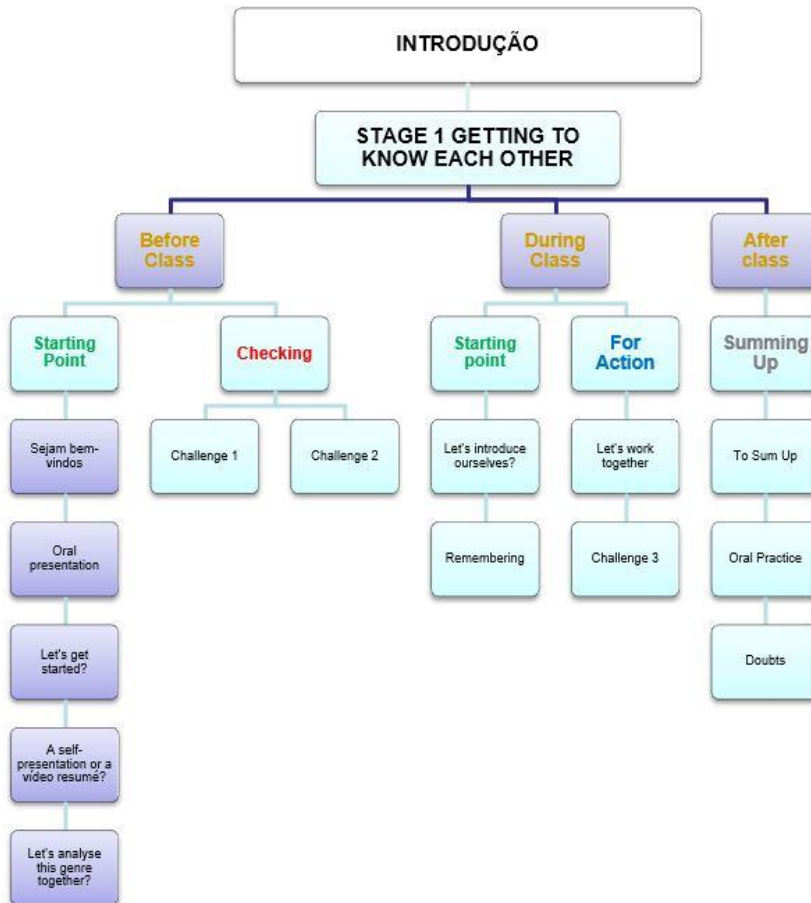 INTRODUÇÃO
STAGE 1 GETTING TO
KNOW EACH OTHER
Before
Class
During
Class
After
class
Starting
Point
Checking
Starting
point
For
Action
Summing
Up
Sejam bem-
vindos
Challenge 1
Challenge 2
Let's introduce
ourselves?
Let's work
together
To Sum Up
Oral
presentation
Remembering
Challenge 3
Oral Practice
Let's get
started?
Doubts
A self-
presentation or a
vídeo resumé?
Let's analyse
this genre
together?